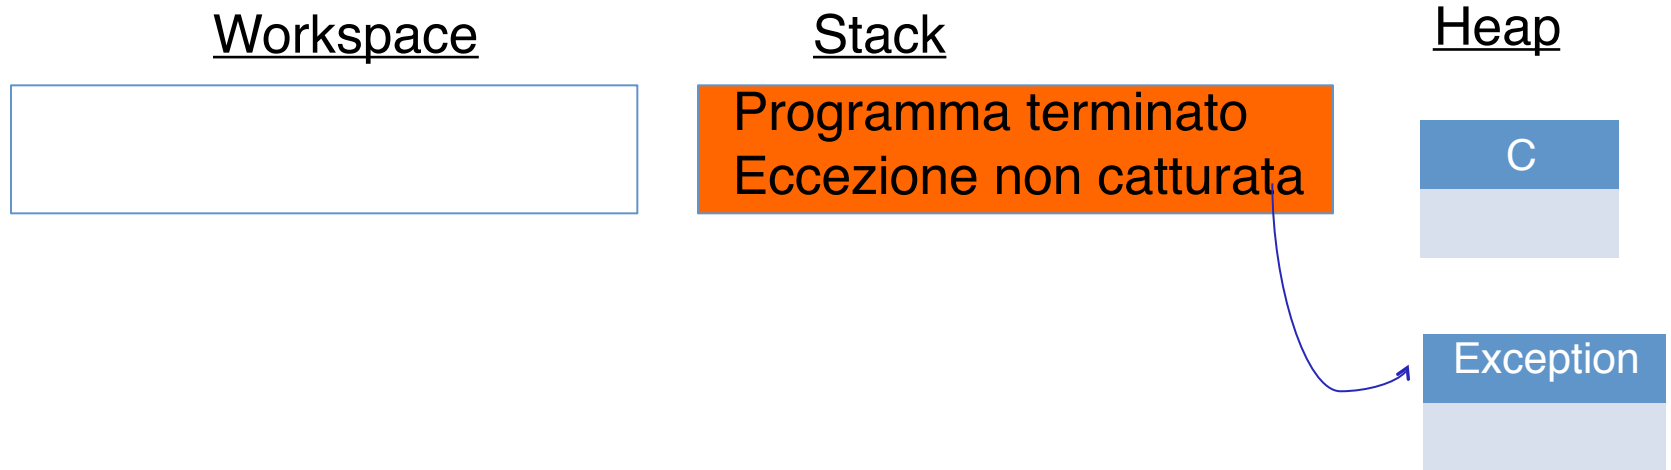 Workspace
Stack
Heap
Programma terminato
Eccezione non catturata
C
Exception